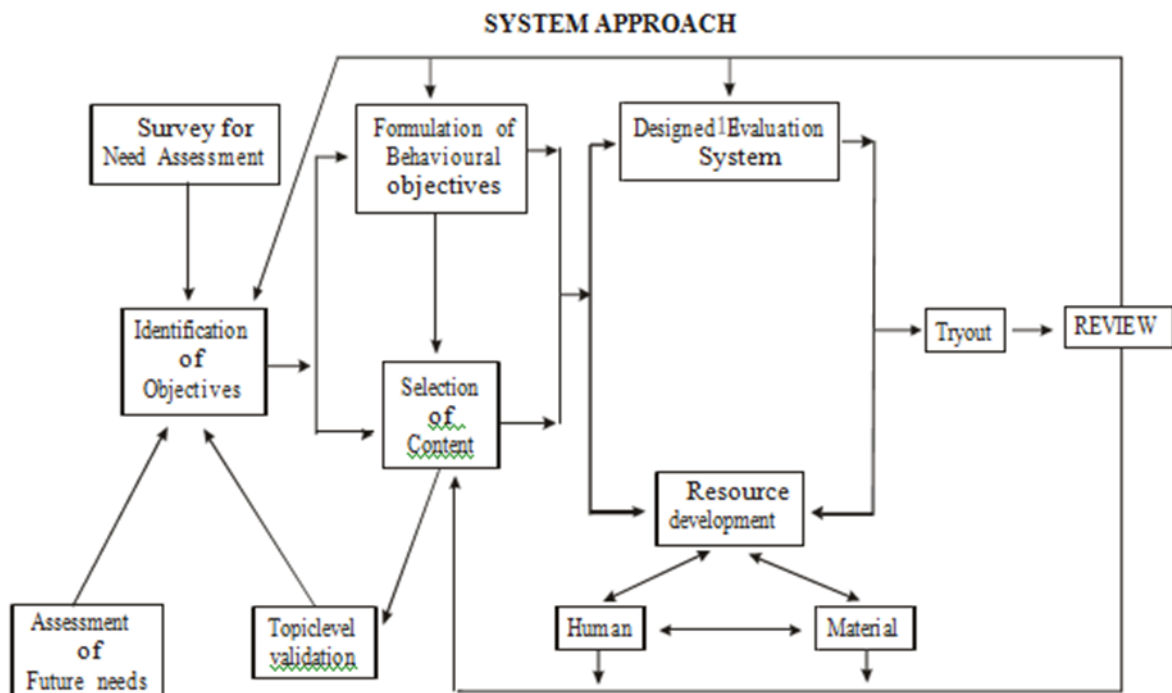 SYSTEM APPROACH
Survey for
Need Assessment
Formulation of
Behavioural
objectives
Designed1Evaluation
System
Identification
of
Objectives
Selection
of
Content
Tryout
REVIEW
Resource
development
Assessment
of
Future needs
Topiclevel
validation
Human
Material